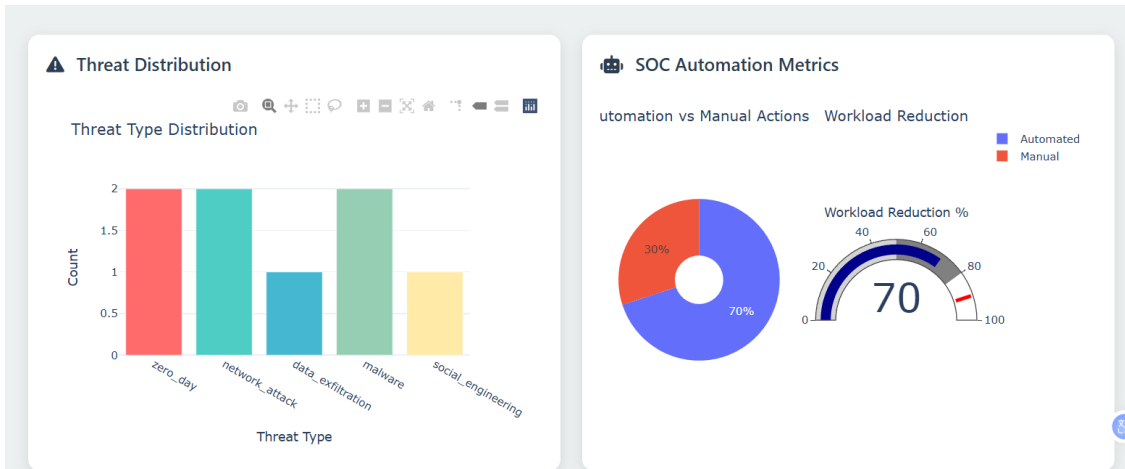 Threat Distribution
Threat Type Distribution
2
1.5
1
0.5
0
Count
zero_day
network_attack
data_exfiltration
malware
social_engineering
Threat Type
SOC Automation Metrics
utomation vs Manual Actions
Workload Reduction
Automated
Manual
30%
70%
Workload Reduction %
0
20
40
60
80
100
70